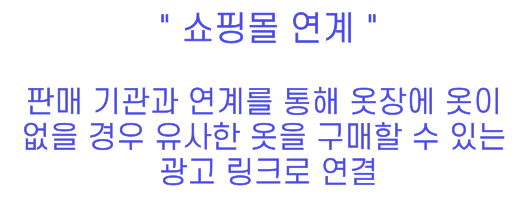 " 쇼핑몰 연계 "
판매 기관과 연계를 통해 옷장에 옷이
없을 경우 유사한 옷을 구매할 수 있는
광고 링크로 연결